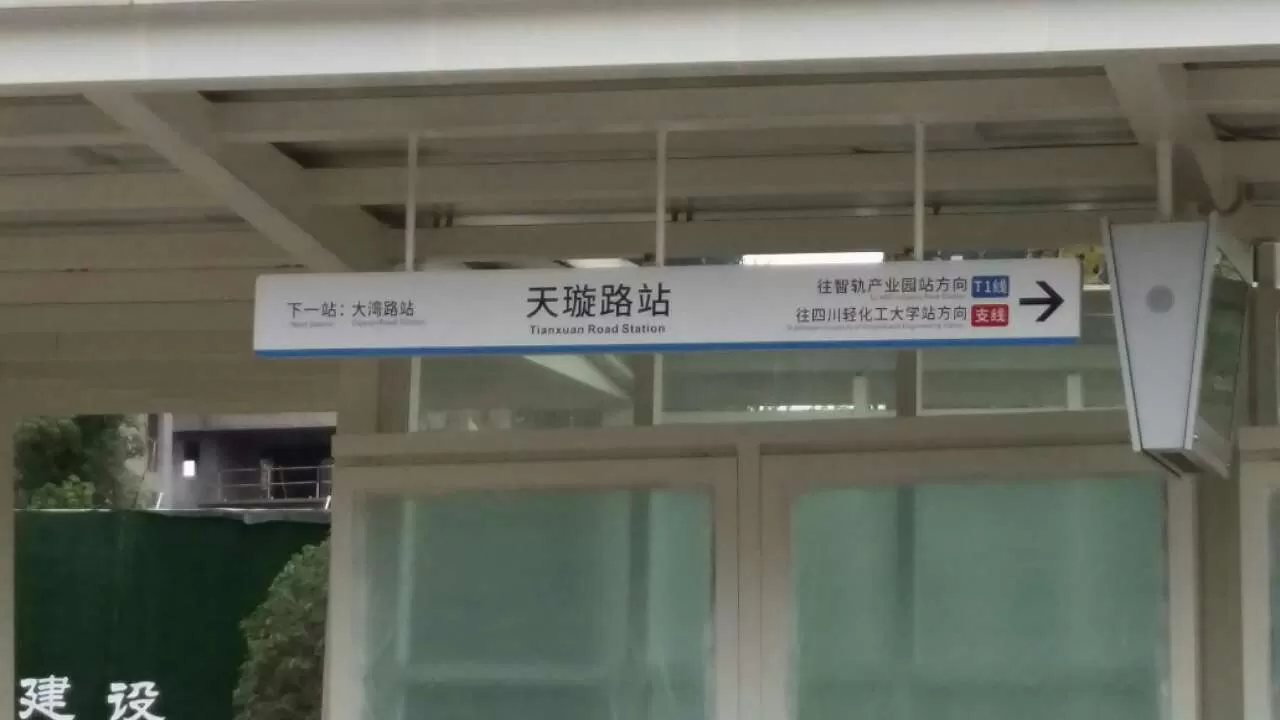 下一站：大湾路站
天璇路站
Tianxuan Road Station
往智轨产业园站方向 T1线
往四川轻化工大学站方向 支线
建设